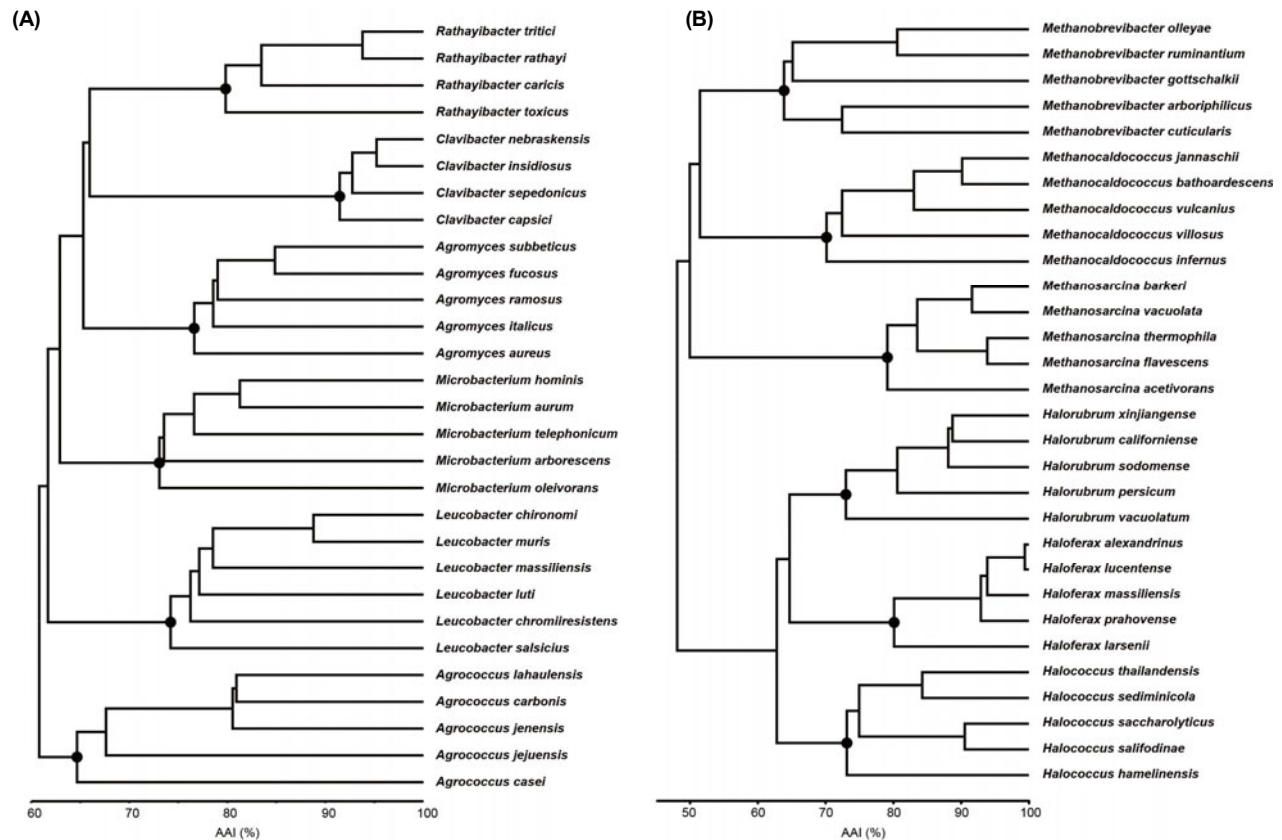 (A)
Rathayibacter tritici
Rathayibacter rathayi
Rathayibacter caricis
Rathayibacter toxicus
Clavibacter nebraskensis
Clavibacter insidiosus
Clavibacter sepedonicus
Clavibacter capsici
Agromyces subbeticus
Agromyces fucosus
Agromyces ramosus
Agromyces italicus
Agromyces aureus
Microbacterium hominis
Microbacterium aurum
Microbacterium telephonicum
Microbacterium arborescens
Microbacterium oleivorans
Leucobacter chironomi
Leucobacter muris
Leucobacter massiliensis
Leucobacter luti
Leucobacter chromiiresistens
Leucobacter salsicius
Agrococcus lahaulensis
Agrococcus carbonis
Agrococcus jenensis
Agrococcus jejuensis
Agrococcus casei
60 70 80 90 100
AAI (%)
(B)
Methanobrevibacter olleyae
Methanobrevibacter ruminantium
Methanobrevibacter gottschalkii
Methanobrevibacter arboriphilicus
Methanobrevibacter cuticularis
Methanocaldococcus jannaschii
Methanocaldococcus bathoardescens
Methanocaldococcus vulcanius
Methanocaldococcus villosus
Methanocaldococcus infernus
Methanosarcina barkeri
Methanosarcina vacuolata
Methanosarcina thermophila
Methanosarcina flavescens
Methanosarcina acetivorans
Halorubrum xinjiangense
Halorubrum californiense
Halorubrum sodomense
Halorubrum persicum
Halorubrum vacuolatum
Haloferax alexandrinus
Haloferax lucentense
Haloferax massiliensis
Haloferax prahovense
Haloferax larsenii
Halococcus thailandensis
Halococcus sediminicola
Halococcus saccharolyticus
Halococcus salifodinae
Halococcus hamelinensis
50 60 70 80 90 100
AAI (%)